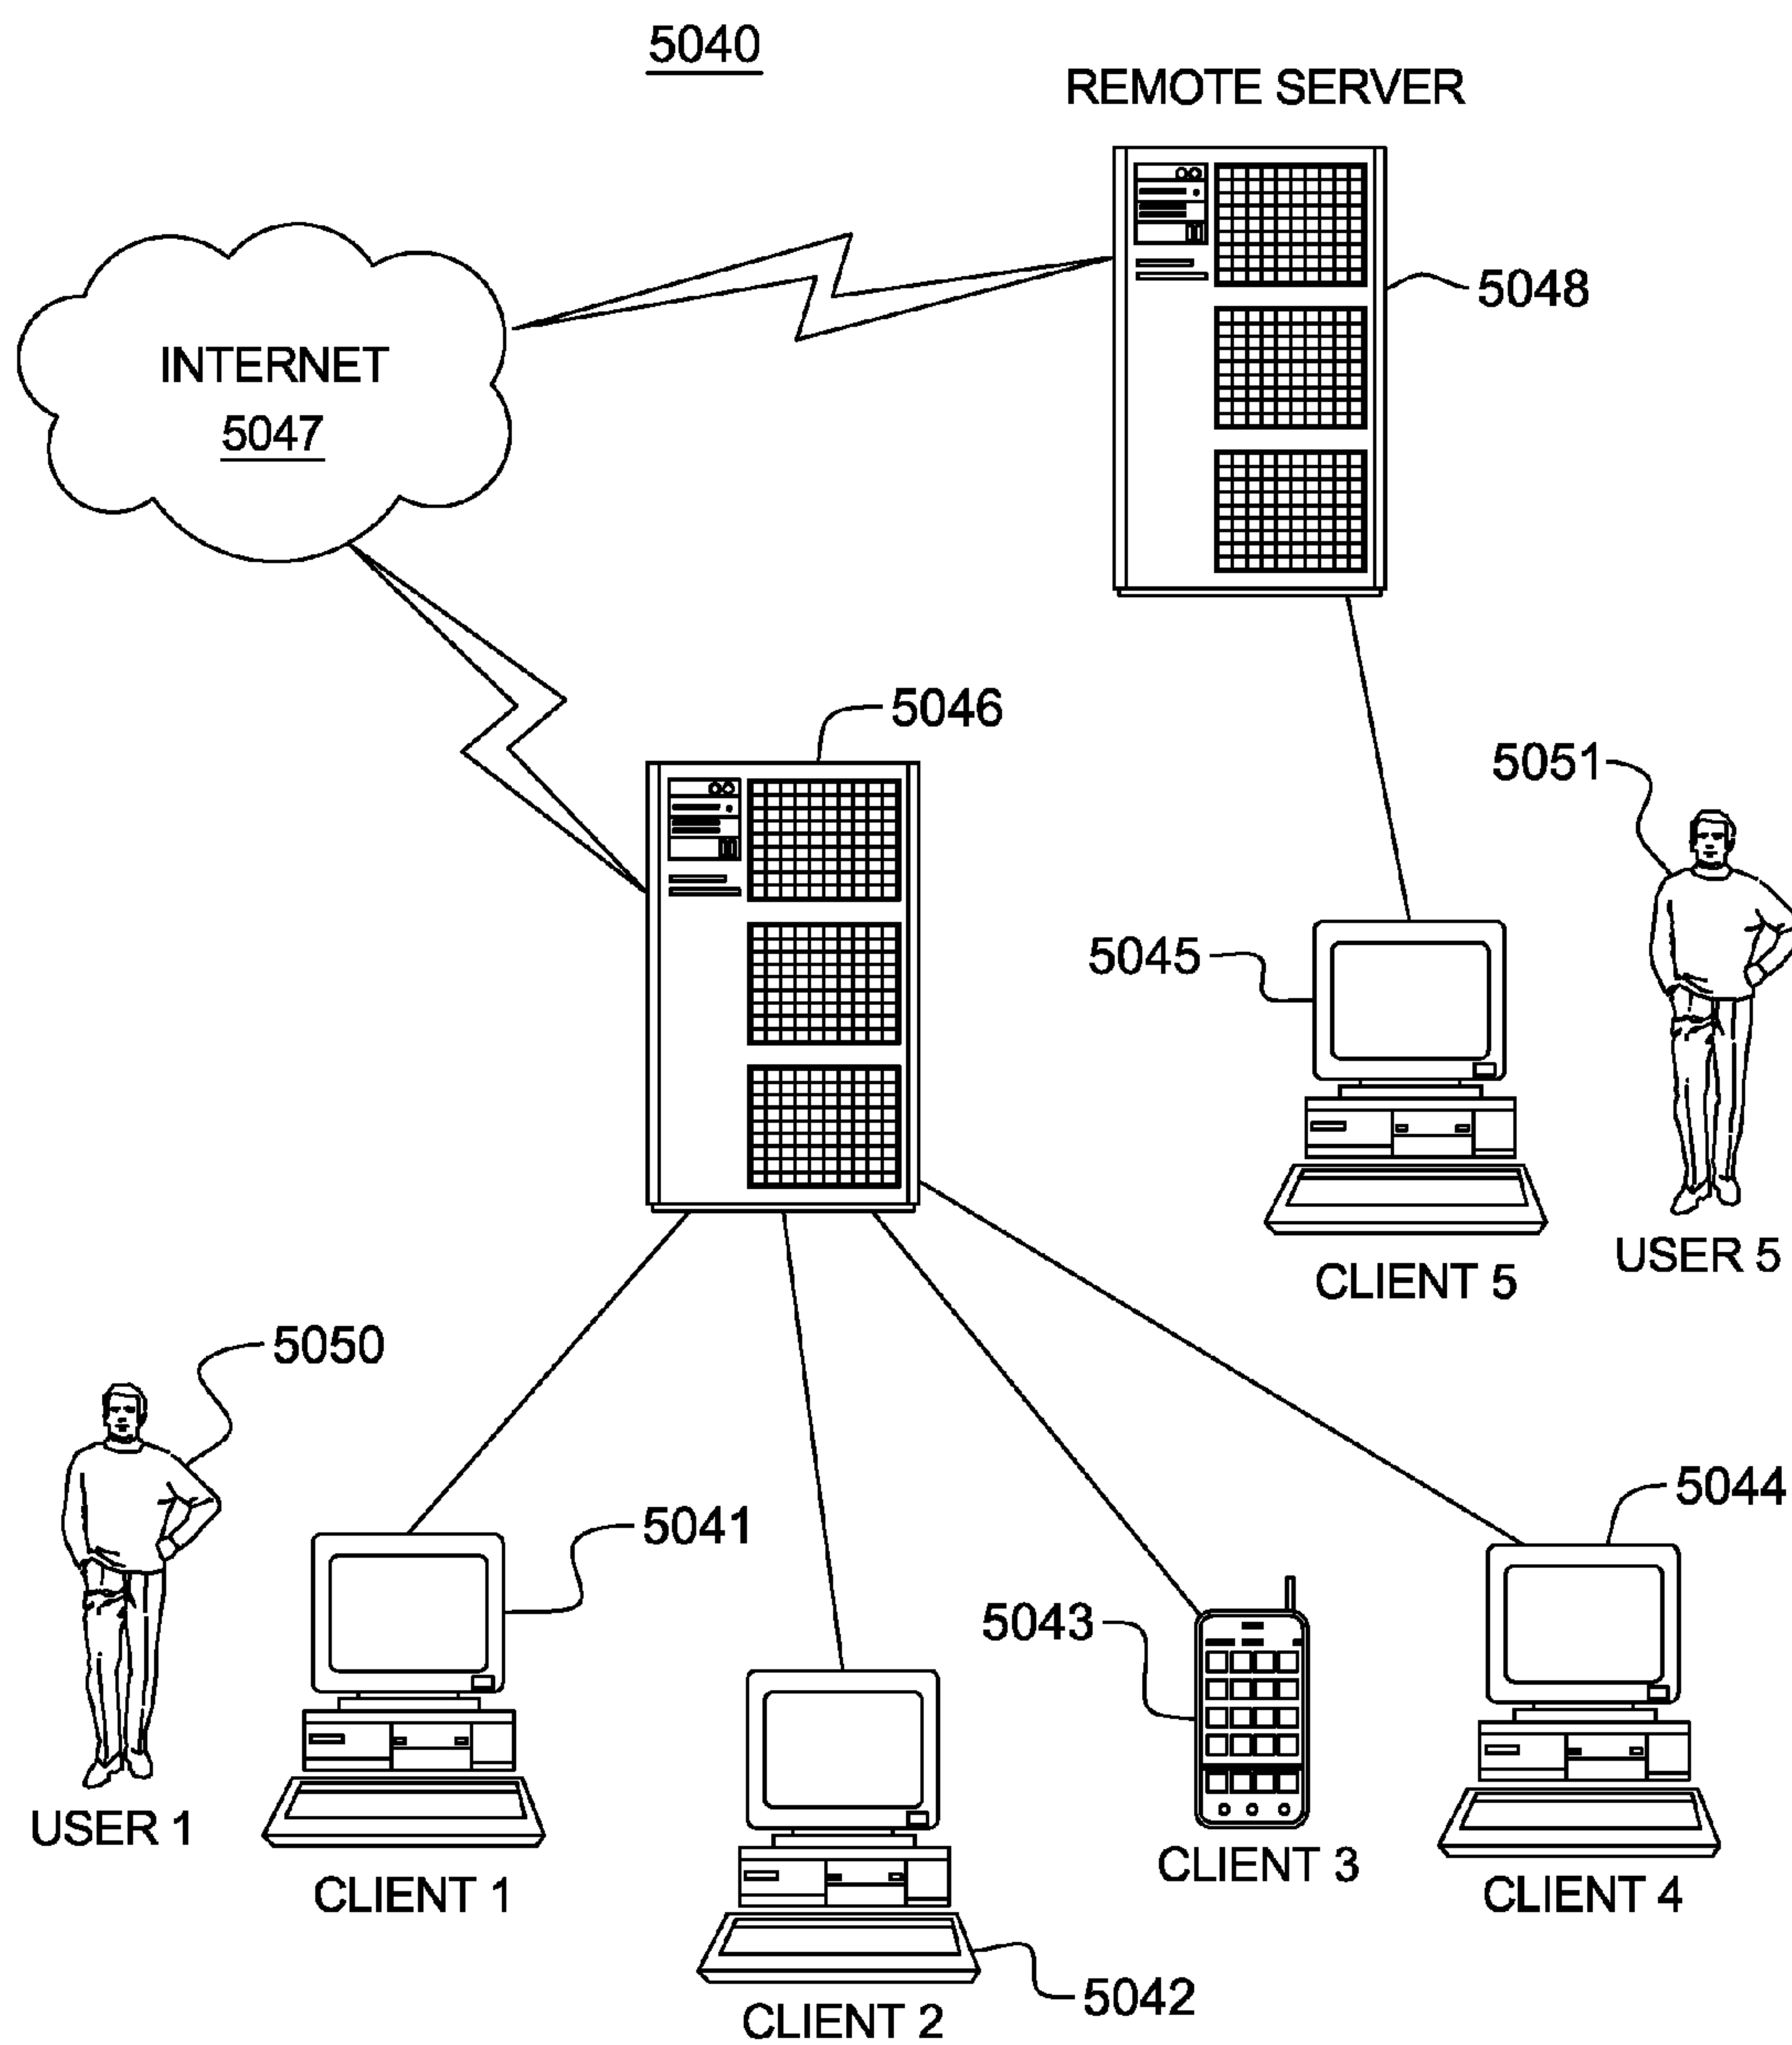 5040
REMOTE SERVER
5048
INTERNET
5047
5046
5051
5045
USER 5
CLIENT 5
5050
5044
5041
5043
USER 1
CLIENT 3
CLIENT 1
CLIENT 4
5042
CLIENT 2